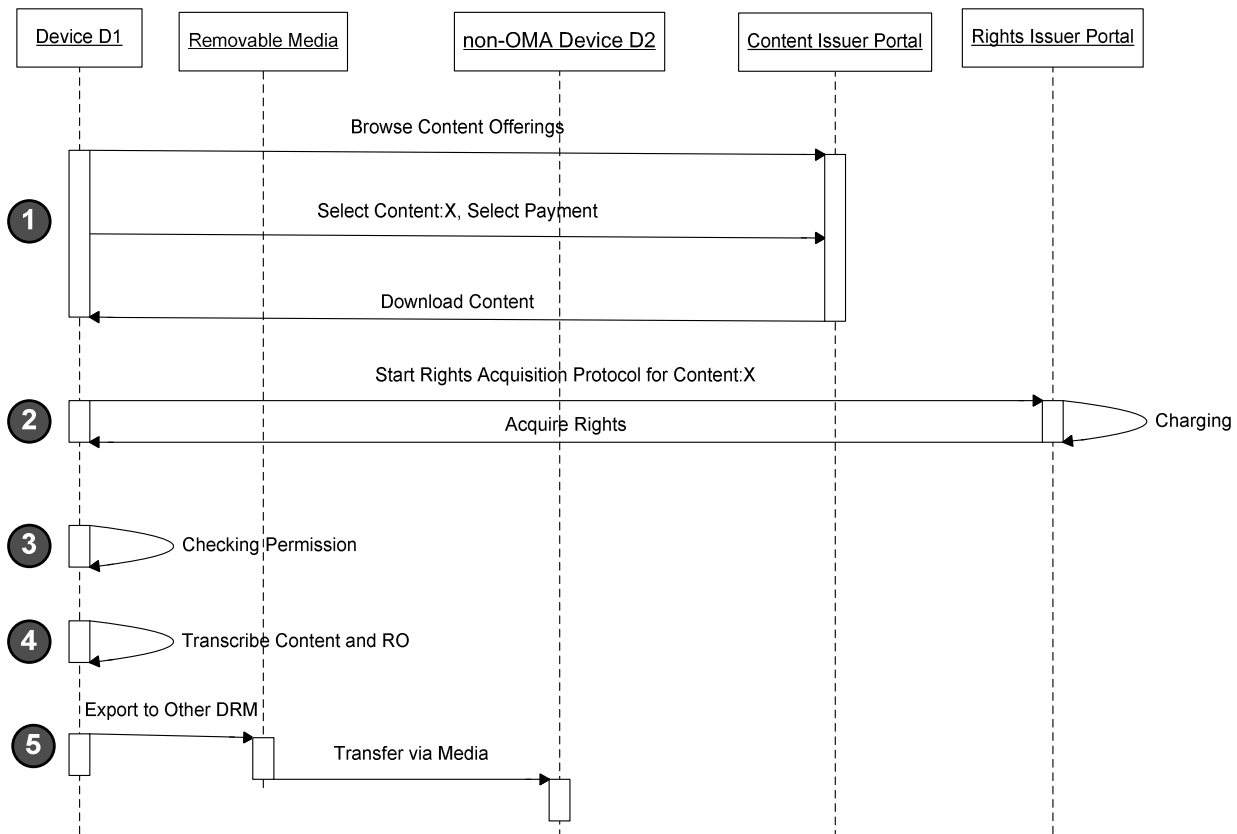 Device D1
Removable Media
non-OMA Device D2
Content Issuer Portal
Rights Issuer Portal
Browse Content Offerings
1
Select Content:X, Select Payment
Download Content
Start Rights Acquisition Protocol for Content:X
2
Acquire Rights
Charging
3
Checking Permission
4
Transcribe Content and RO
Export to Other DRM
5
Transfer via Media